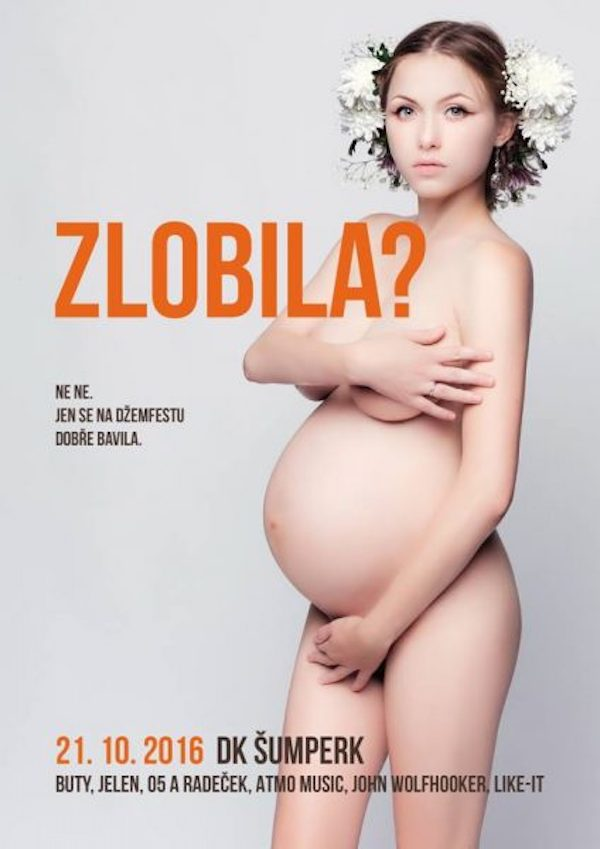 ZLOBILA?
NE NE.
JEN SE NA DŽEMFESTU
DOBŘE BAVILA.
21. 10. 2016 DK ŠUMPERK
BUTY, JELEN, O5 A RADEČEK, ATMO MUSIC, JOHN WOLFHOOKER, LIKE-IT